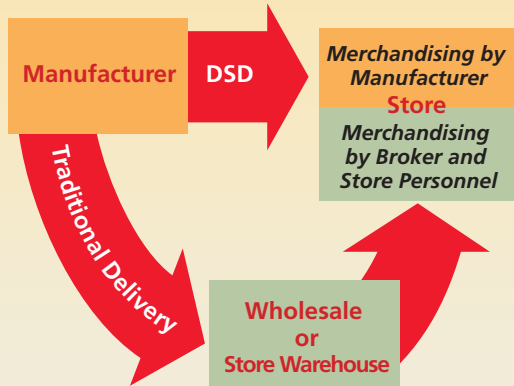 Manufacturer
DSD
Merchandising by
Manufacturer
Store
Merchandising
by Broker and
Store Personnel
Traditional Delivery
Wholesale
or
Store Warehouse